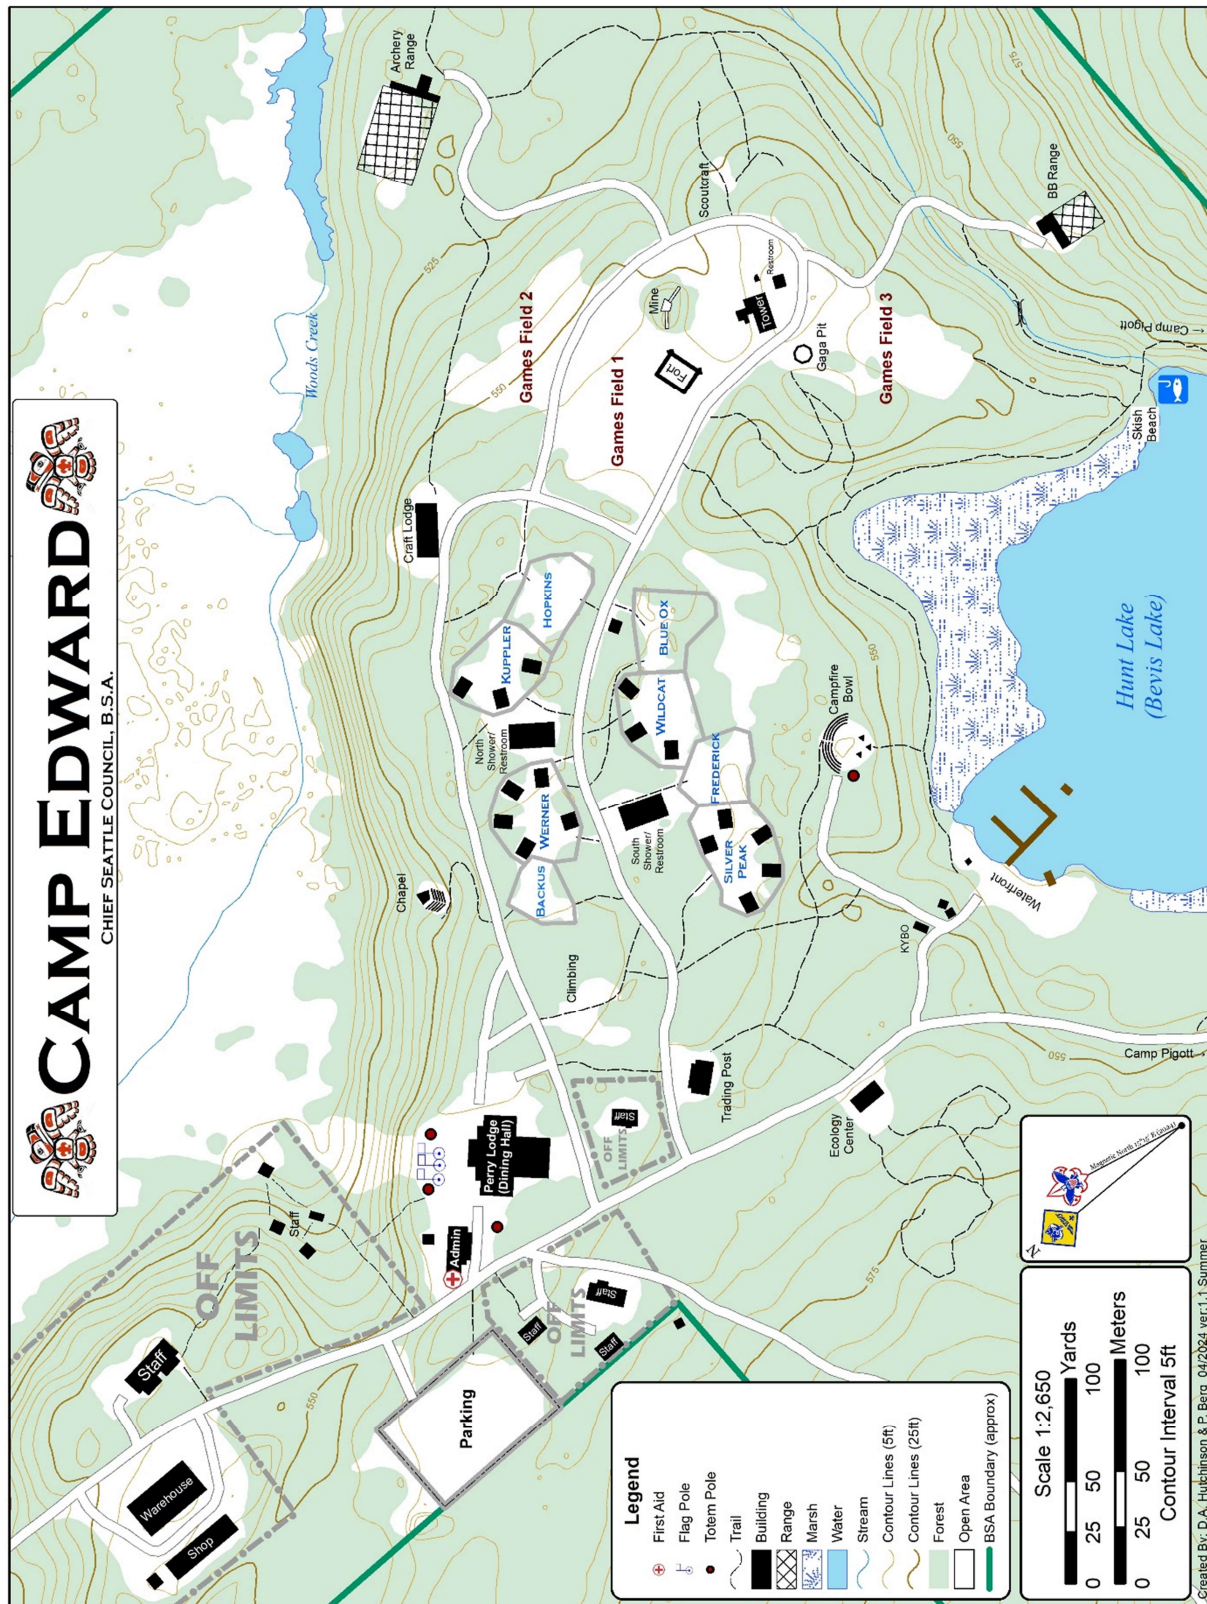 CAMP EDWARD
CHIEF SEATTLE COUNCIL, B.S.A.
Archery
Range
525
Woods Creek
575
550
Scoutcraft
BB Range
Games Field 2
550
Mine
Restroom
Tower
Games Field 1
Fort
Gaga Pit
Games Field 3
← Camp Pigott
Skish
Beach
Craft Lodge
HOPKINS
KUPPLER
BLUE OX
WILDCAT
550
Campfire
Bowl
Hunt Lake
(Bevis Lake)
North
Shower/
Restroom
FREDERICK
WERNER
South
Shower/
Restroom
SILVER
PEAK
BACKUS
Chapel
Waterfront
KYBO
Climbing
Camp Pigott
550
Trading Post
Ecology
Center
Staff
OFF
LIMITS
Perry Lodge
(Dining Hall)
Admin
Staff
OFF
LIMITS
Staff
Staff
Staff
OFF
LIMITS
575
Staff
Parking
550
Warehouse
Shop
N
Magnetic North 15°15' E (2024)
Legend
First Aid
Flag Pole
Totem Pole
Trail
Building
Range
Marsh
Water
Stream
Contour Lines (5ft)
Contour Lines (25ft)
Forest
Open Area
BSA Boundary (approx)
Scale 1:2,650
Yards
0 25 50 100
Meters
0 25 50 100
Contour Interval 5ft
Created By: D.A. Hutchinson & P. Berg 04/2024 ver:1.1 Summer